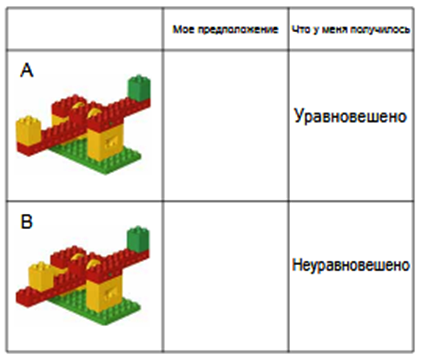 Мое предположение Что у меня получилось
A
Уравновешено
B
Неуравновешено